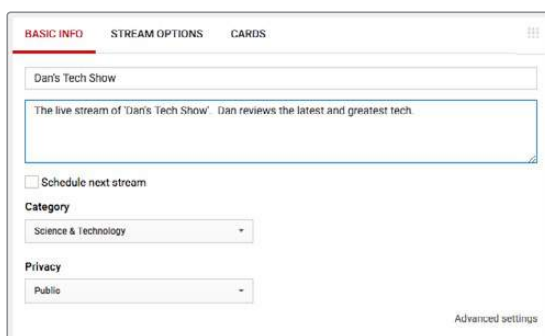 BASIC INFO STREAM OPTIONS CARDS
Dan's Tech Show
The live stream of 'Dan's Tech Show'. Dan reviews the latest and greatest tech.
Schedule next stream
Category
Science & Technology
Privacy
Public
Advanced settings